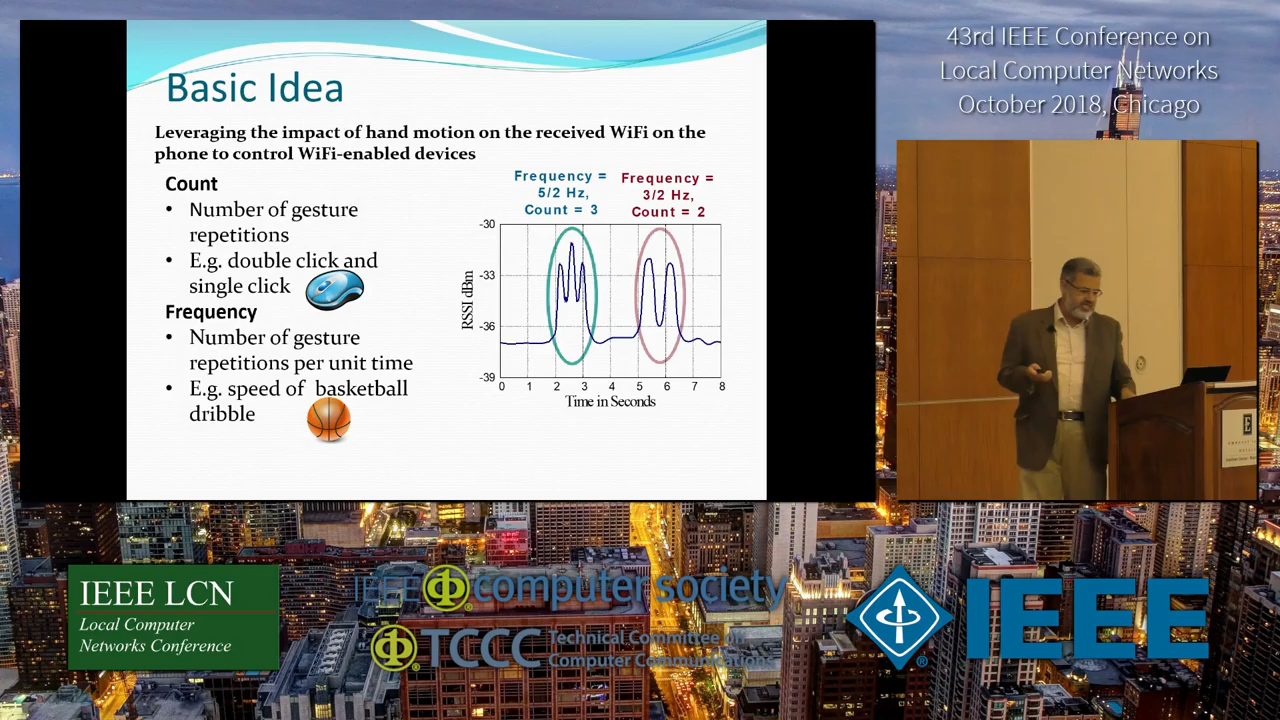 Basic Idea
Leveraging the impact of hand motion on the received WiFi on the
phone to control WiFi-enabled devices
Count
• Number of gesture
repetitions
• E.g. double click and
single click
Frequency
• Number of gesture
repetitions per unit time
• E.g. speed of basketball
dribble
Frequency =
5/2 Hz,
Count = 3
Frequency =
3/2 Hz,
Count = 2
-30
-33
-36
-39
RSSI dBm
0 1 2 3 4 5 6 7 8
Time in Seconds
43rd IEEE Conference on
Local Computer Networks
October 2018, Chicago
IEEE LCN
Local Computer
Networks Conference
IEEE computer society
TCCC Technical Committee on
Computer Communications
IEEE
®